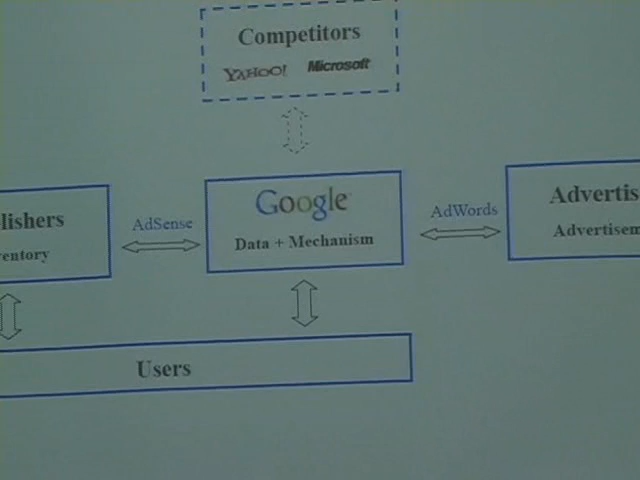 Competitors
YAHOO! Microsoft
Google
Data + Mechanism
lishers
entory
AdSense
AdWords
Advertis
Advertisem
Users